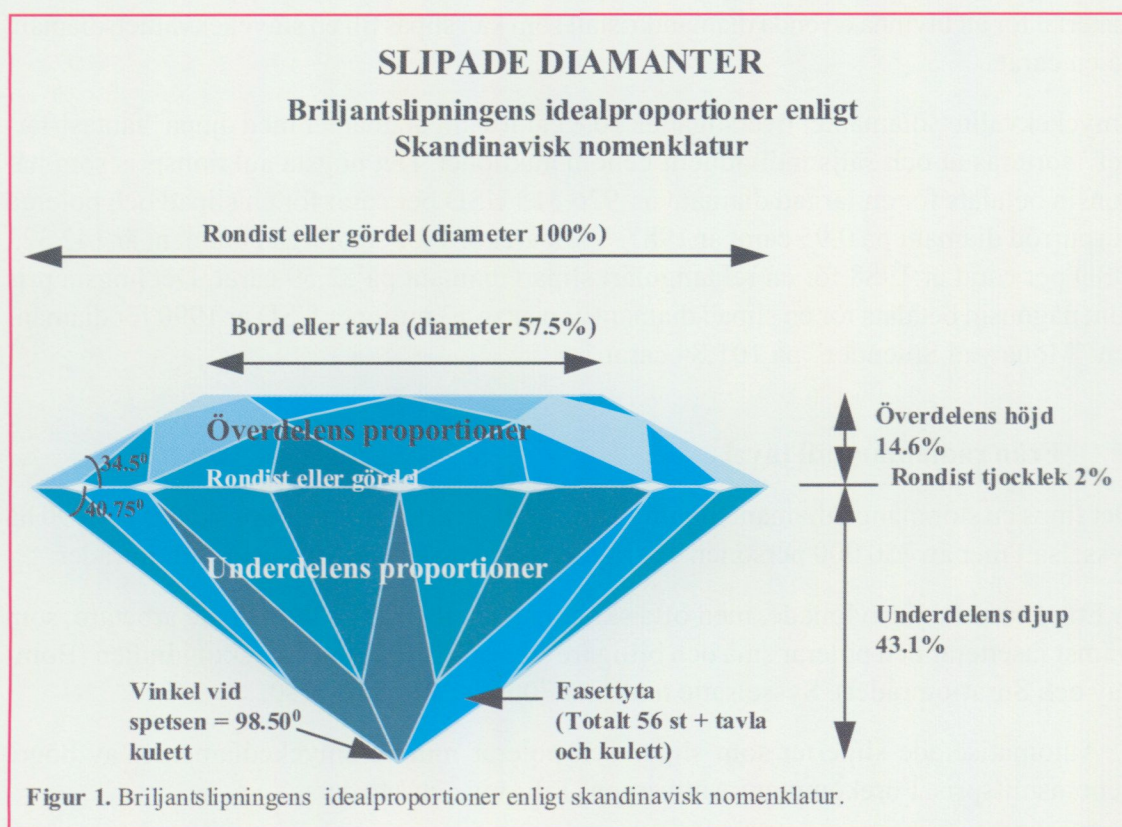 SLIPADE DIAMANTER
Briljantslipningens idealproportioner enligt
Skandinavisk nomenklatur
Rondist eller gördel (diameter 100%)
Bord eller tavla (diameter 57.5%)
Överdelens proportioner
34.5⁰
Rondist eller gördel
40.75⁰
Underdelens proportioner
Överdelens höjd
14.6%
Rondist tjocklek 2%
Underdelens djup
43.1%
Vinkel vid
spetsen = 98.50⁰
kulett
Fasettyta
(Totalt 56 st + tavla
och kulett)
Figur 1. Briljantslipningens idealproportioner enligt skandinavisk nomenklatur.